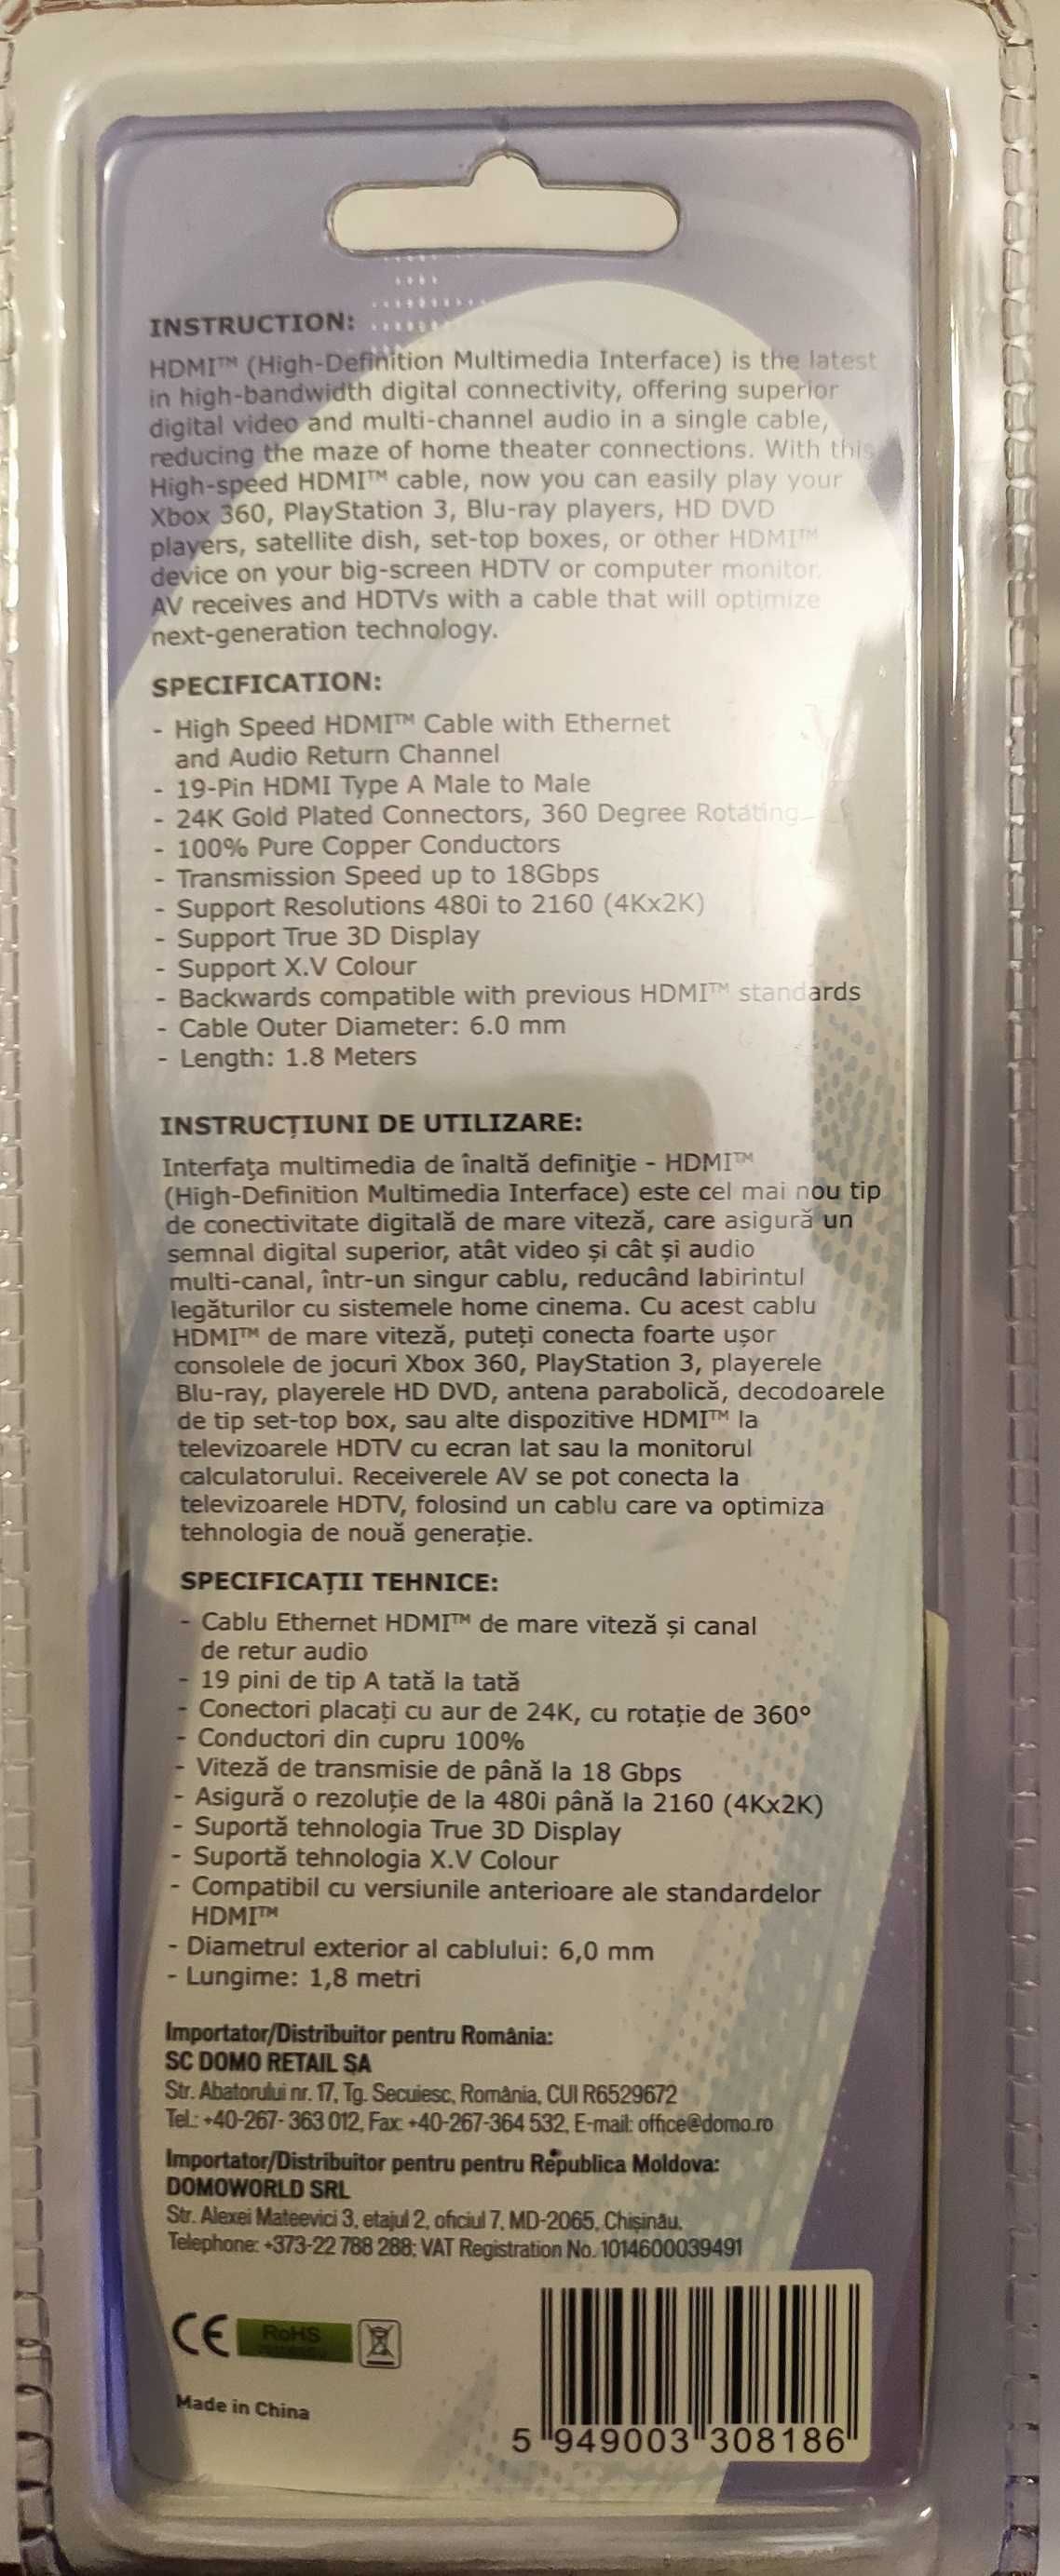 INSTRUCTION:
HDMI™ (High-Definition Multimedia Interface) is the latest
in high-bandwidth digital connectivity, offering superior
digital video and multi-channel audio in a single cable,
reducing the maze of home theater connections. With this
High-speed HDMI™ cable, now you can easily play your
Xbox 360, PlayStation 3, Blu-ray players, HD DVD
players, satellite dish, set-top boxes, or other HDMI™
device on your big-screen HDTV or computer monitor.
AV receives and HDTVs with a cable that will optimize
next-generation technology.
SPECIFICATION:
- High Speed HDMI™ Cable with Ethernet
and Audio Return Channel
- 19-Pin HDMI Type A Male to Male
- 24K Gold Plated Connectors, 360 Degree Rotating
- 100% Pure Copper Conductors
- Transmission Speed up to 18Gbps
- Support Resolutions 480i to 2160 (4Kx2K)
- Support True 3D Display
- Support X.V Colour
- Backwards compatible with previous HDMI™ standards
- Cable Outer Diameter: 6.0 mm
- Length: 1.8 Meters
INSTRUCȚIUNI DE UTILIZARE:
Interfața multimedia de înaltă definiție - HDMI™
(High-Definition Multimedia Interface) este cel mai nou tip
de conectivitate digitală de mare viteză, care asigură un
semnal digital superior, atât video și cât și audio
multi-canal, într-un singur cablu, reducând labirintul
legăturilor cu sistemele home cinema. Cu acest cablu
HDMI™ de mare viteză, puteți conecta foarte ușor
consolele de jocuri Xbox 360, PlayStation 3, playerele
Blu-ray, playerele HD DVD, antena parabolică, decodoarele
de tip set-top box, sau alte dispozitive HDMI™ la
televizoarele HDTV cu ecran lat sau la monitorul
calculatorului. Receiverele AV se pot conecta la
televizoarele HDTV, folosind un cablu care va optimiza
tehnologia de nouă generație.
SPECIFICAȚII TEHNICE:
- Cablu Ethernet HDMI™ de mare viteză și canal
de retur audio
- 19 pini de tip A tată la tată
- Conectori placați cu aur de 24K, cu rotație de 360°
- Conductori din cupru 100%
- Viteză de transmisie de până la 18 Gbps
- Asigură o rezoluție de la 480i până la 2160 (4Kx2K)
- Suportă tehnologia True 3D Display
- Suportă tehnologia X.V Colour
- Compatibil cu versiunile anterioare ale standardelor
HDMI™
- Diametrul exterior al cablului: 6,0 mm
- Lungime: 1,8 metri
Importator/Distribuitor pentru România:
SC DOMO RETAIL SA
Str. Abatorului nr. 17, Tg. Secuiesc, România, CUI R6529672
Tel.: +40-267- 363 012, Fax: +40-267-364 532, E-mail: office@domo.ro
Importator/Distribuitor pentru pentru Republica Moldova:
DOMOWORLD SRL
Str. Alexei Mateevici 3, etajul 2, oficiul 7, MD-2065, Chișinău,
Telephone: +373-22 788 288; VAT Registration No. 1014600039491
CE RoHS
Made in China
5 949003 308186